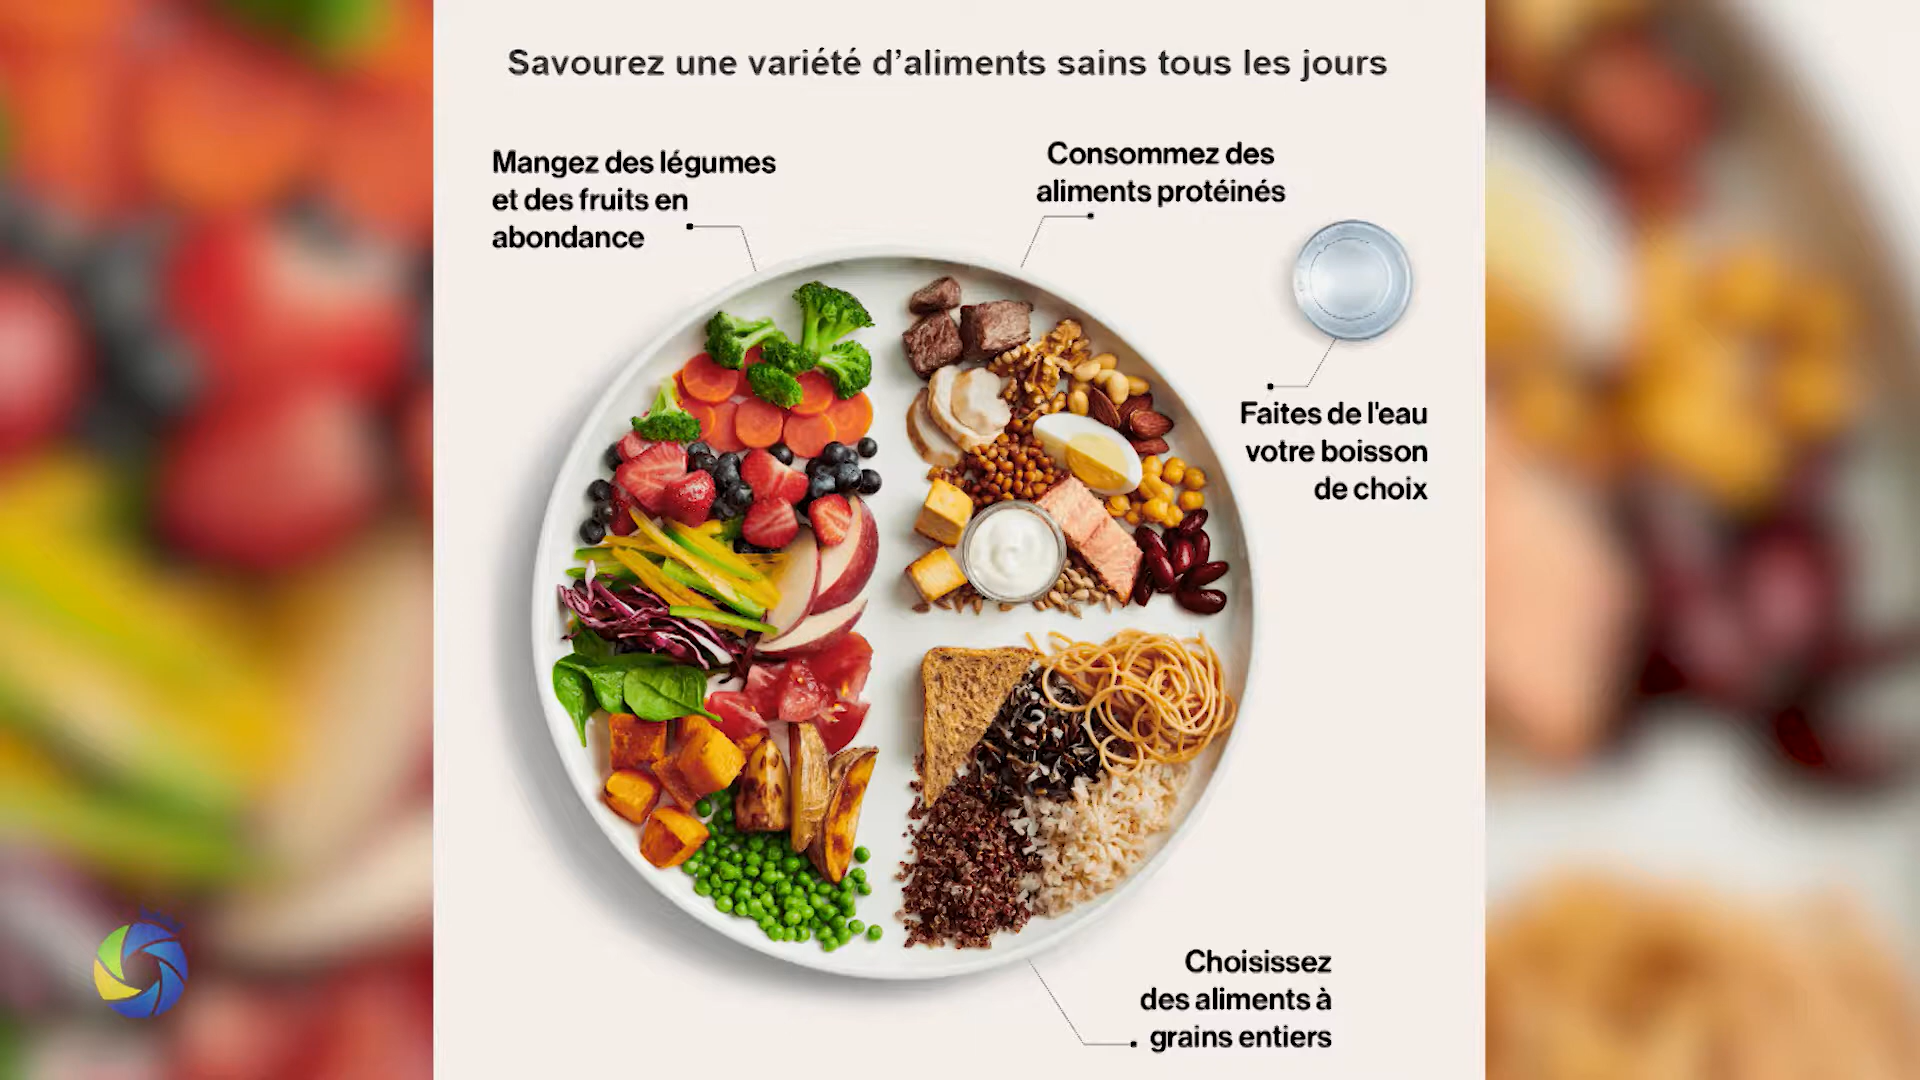 Savourez une variété d’aliments sains tous les jours
Mangez des légumes
et des fruits en
abondance
Consommez des
aliments protéinés
Faites de l'eau
votre boisson
de choix
Choisissez
des aliments à
grains entiers